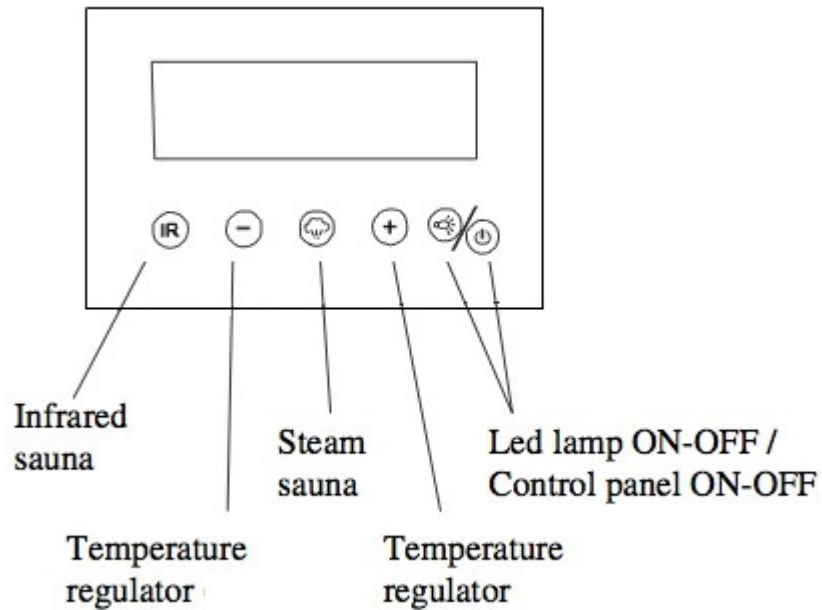 IR
Infrared
sauna
Steam
sauna
Led lamp ON-OFF /
Control panel ON-OFF
Temperature
regulator
Temperature
regulator